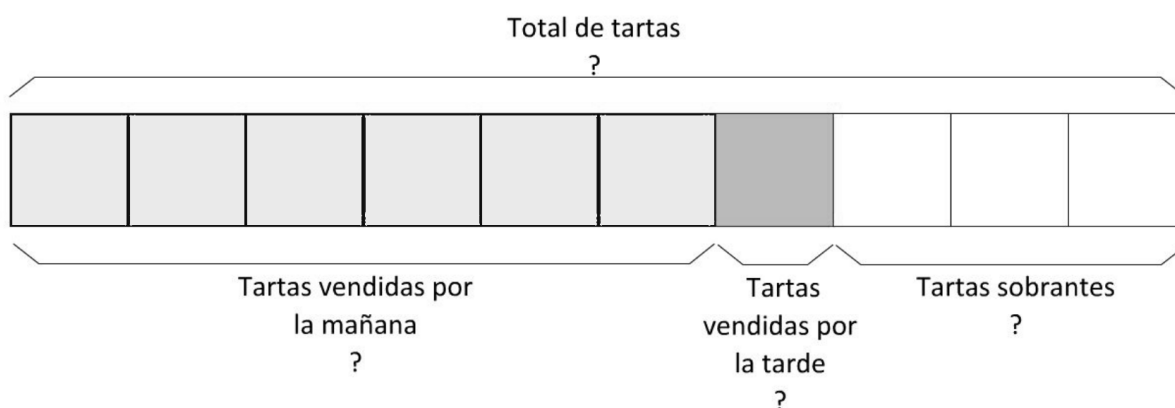 Total de tartas
?
Tartas vendidas por
la mañana
?
Tartas
vendidas por
la tarde
?
Tartas sobrantes
?